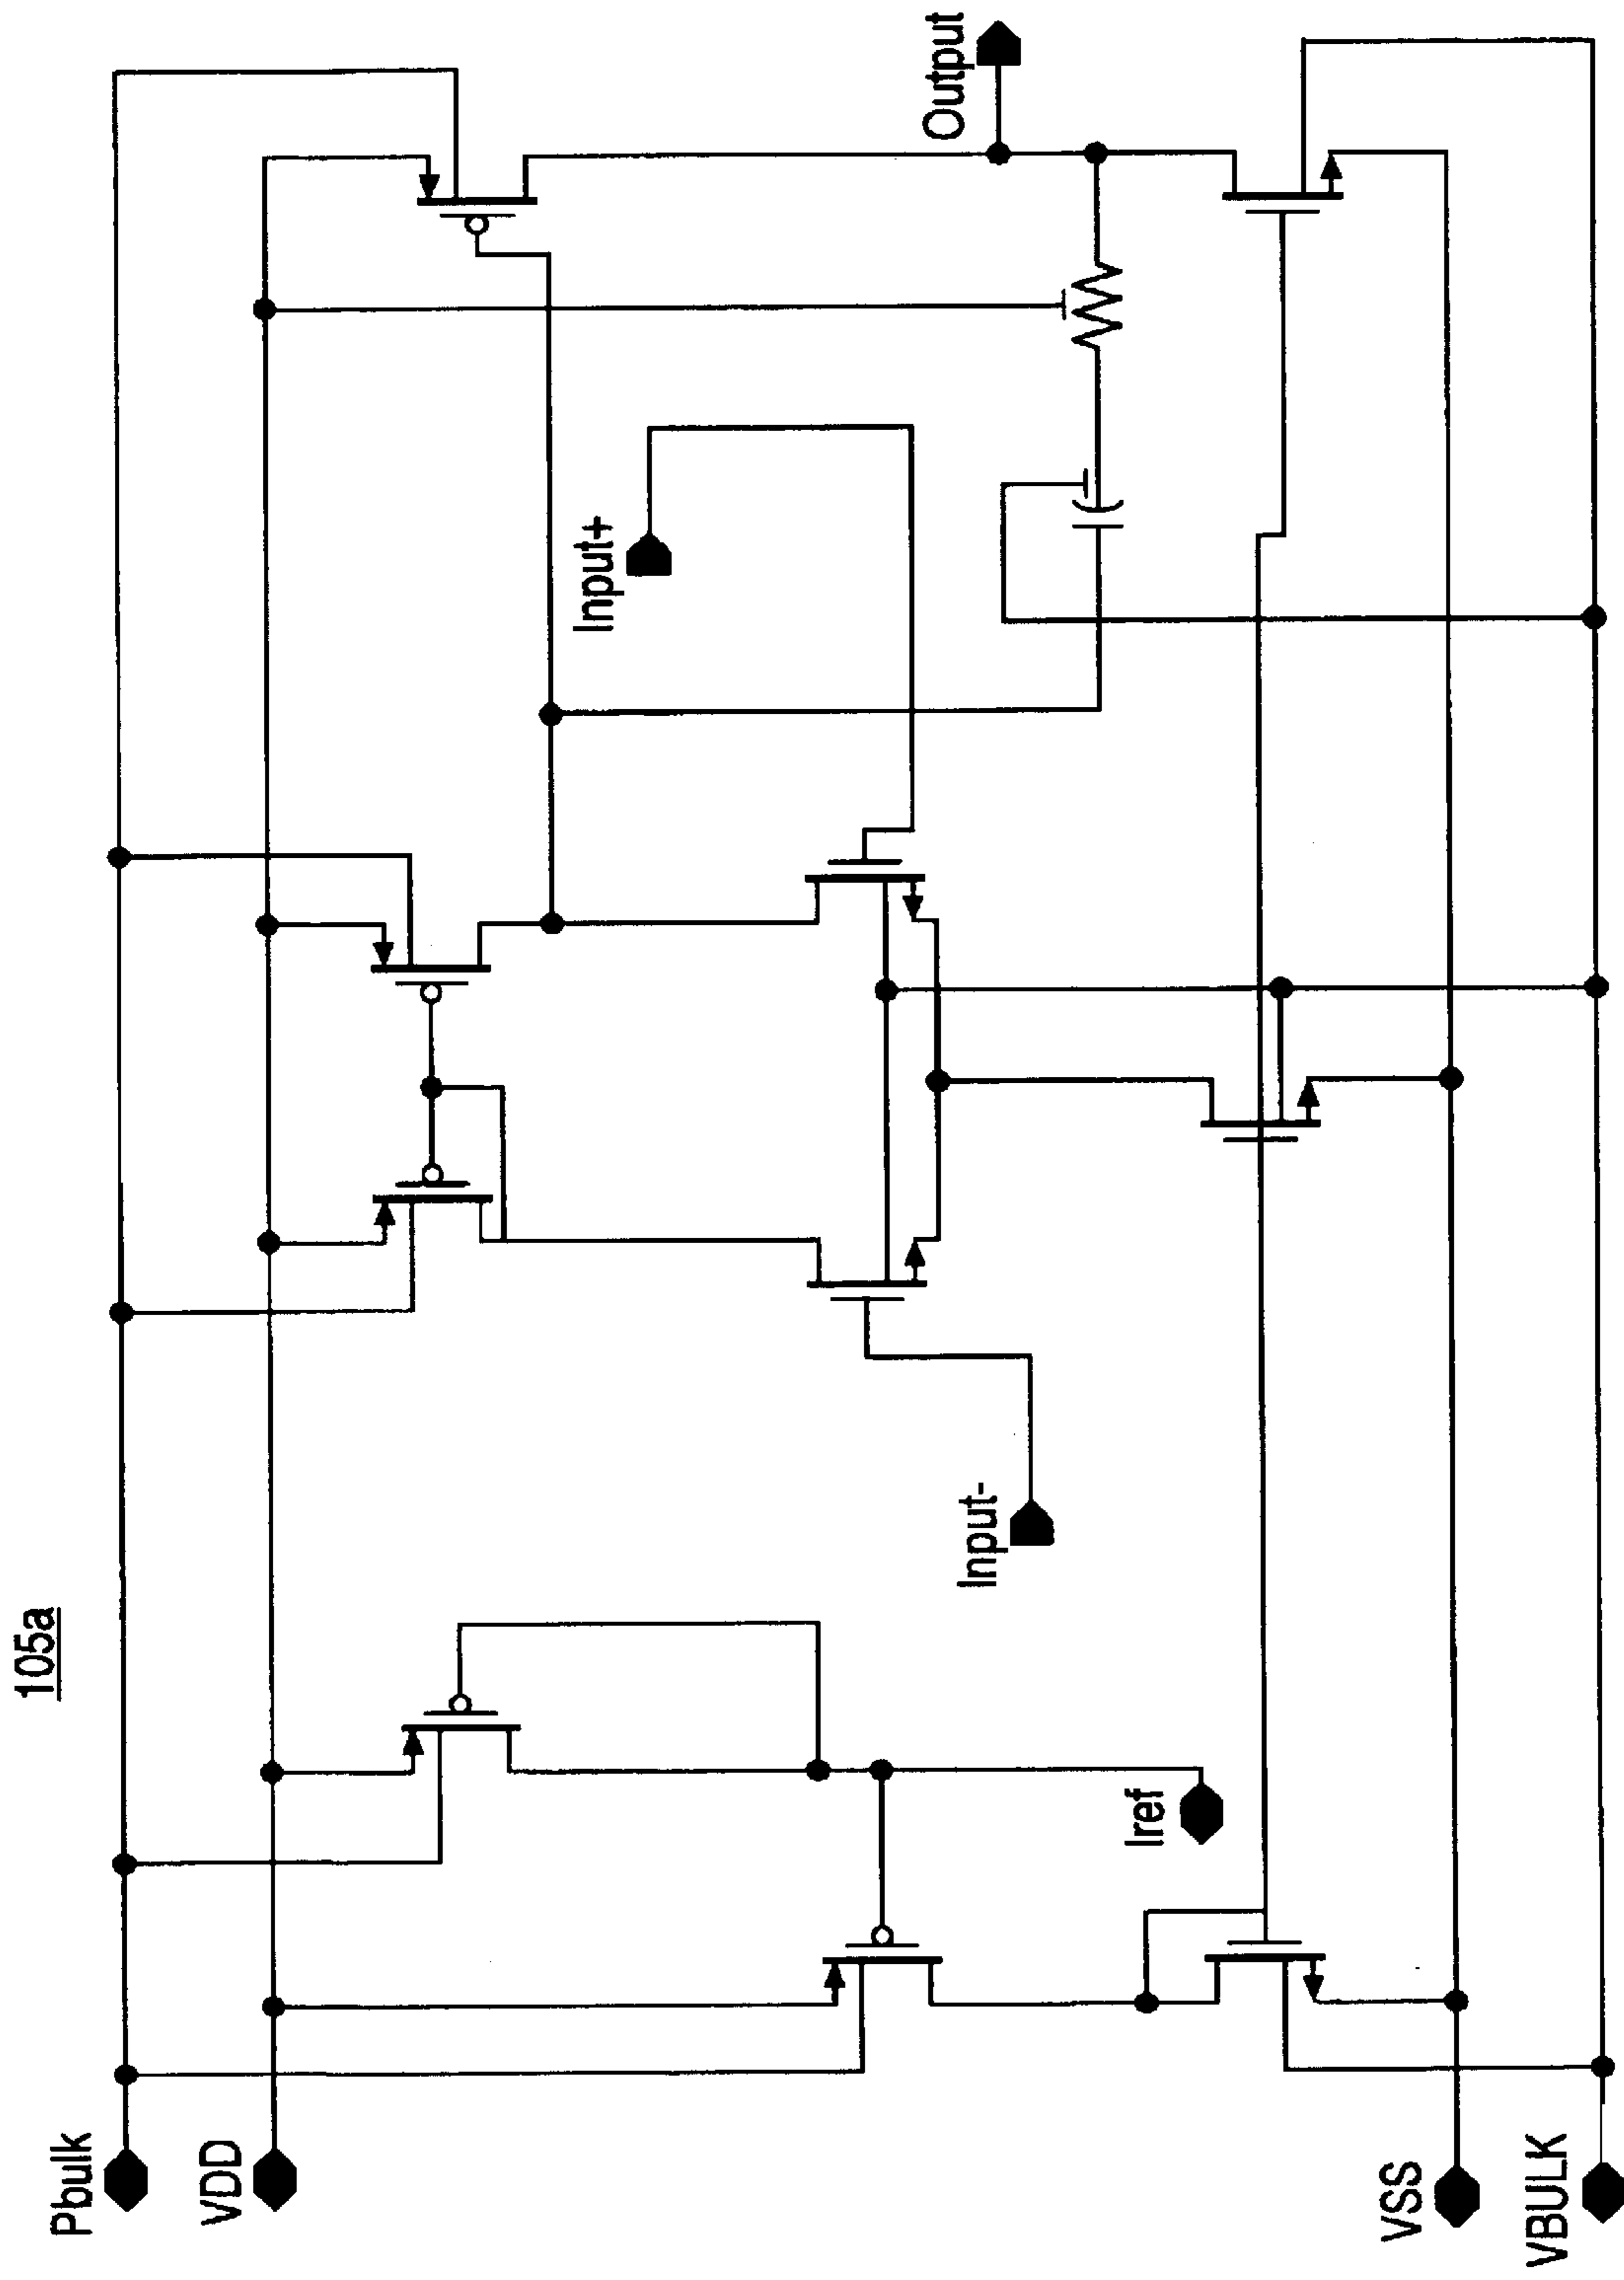 105a
Pbulk
VDD
VSS
VBULK
Iref
Input-
Input+
Output